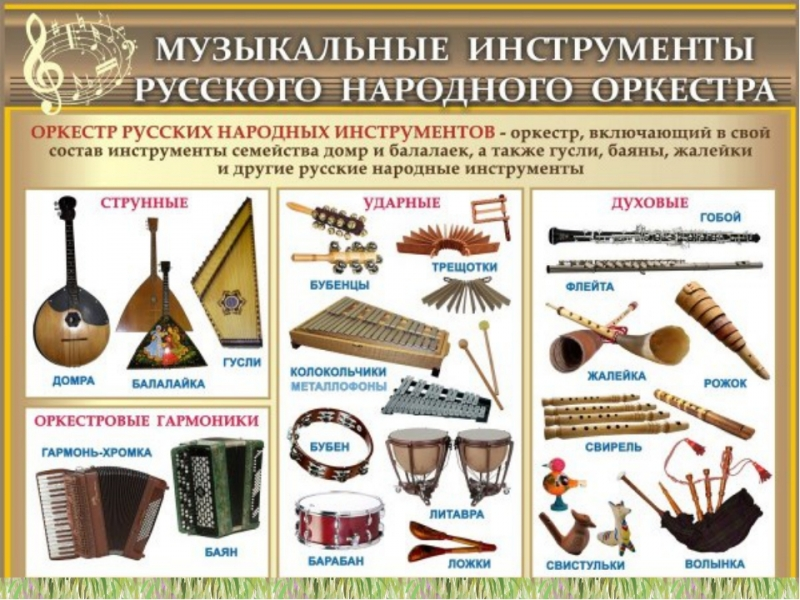 МУЗЫКАЛЬНЫЕ ИНСТРУМЕНТЫ
РУССКОГО НАРОДНОГО ОРКЕСТРА
ОРКЕСТР РУССКИХ НАРОДНЫХ ИНСТРУМЕНТОВ - оркестр, включающий в свой
состав инструменты семейства домр и балалаек, а также гусли, баяны, жалейки
и другие русские народные инструменты
СТРУННЫЕ
ДОМРА
БАЛАЛАЙКА
ГУСЛИ
ОРКЕСТРОВЫЕ ГАРМОНИКИ
ГАРМОНЬ-ХРОМКА
БАЯН
УДАРНЫЕ
БУБЕНЦЫ
ТРЕЩОТКИ
КОЛОКОЛЬЧИКИ
МЕТАЛЛОФОНЫ
БУБЕН
ЛИТАВРА
БАРАБАН
ЛОЖКИ
ДУХОВЫЕ
ГОБОЙ
ФЛЕЙТА
ЖАЛЕЙКА
РОЖОК
СВИРЕЛЬ
СВИСТУЛЬКИ
ВОЛЫНКА